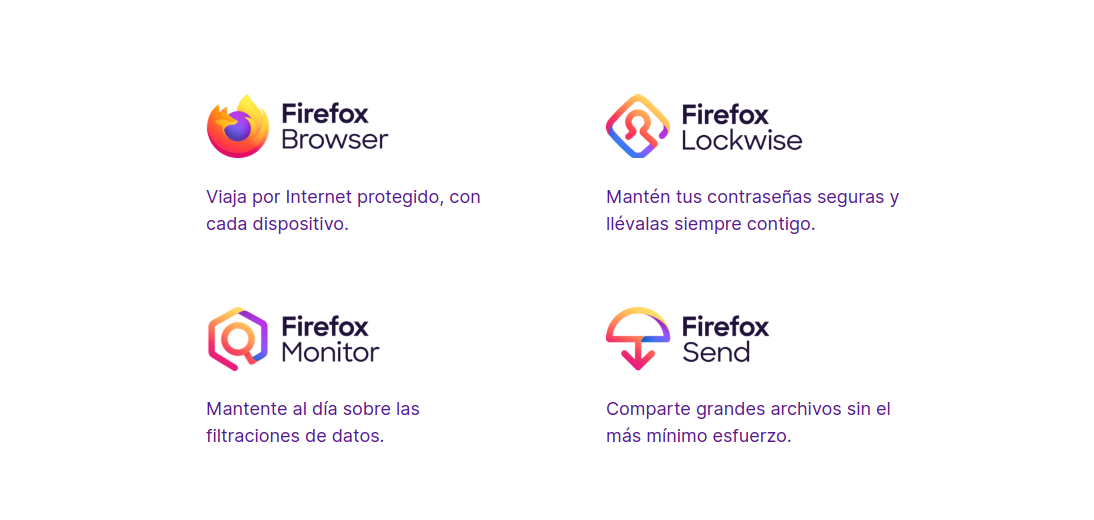 Firefox
Browser
Viaja por Internet protegido, con
cada dispositivo.
Firefox
Lockwise
Mantén tus contraseñas seguras y
llévalas siempre contigo.
Firefox
Monitor
Mantente al día sobre las
filtraciones de datos.
Firefox
Send
Comparte grandes archivos sin el
más mínimo esfuerzo.